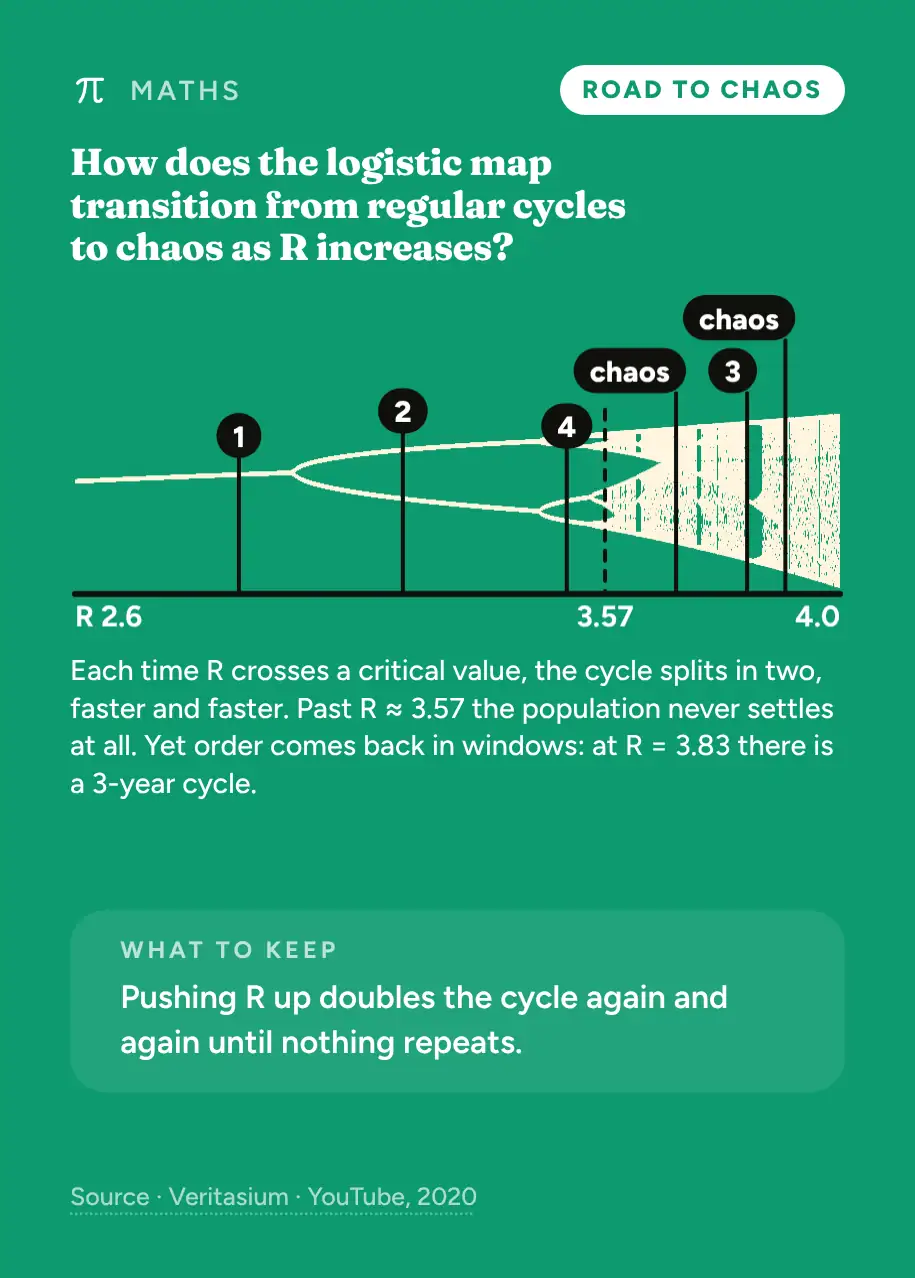 π MATHS
ROAD TO CHAOS
How does the logistic map
transition from regular cycles
to chaos as R increases?
chaos
chaos
3
2
4
1
R 2.6
3.57
4.0
Each time R crosses a critical value, the cycle splits in two,
faster and faster. Past R ≈ 3.57 the population never settles
at all. Yet order comes back in windows: at R = 3.83 there is
a 3-year cycle.
WHAT TO KEEP
Pushing R up doubles the cycle again and
again until nothing repeats.
Source · Veritasium · YouTube, 2020